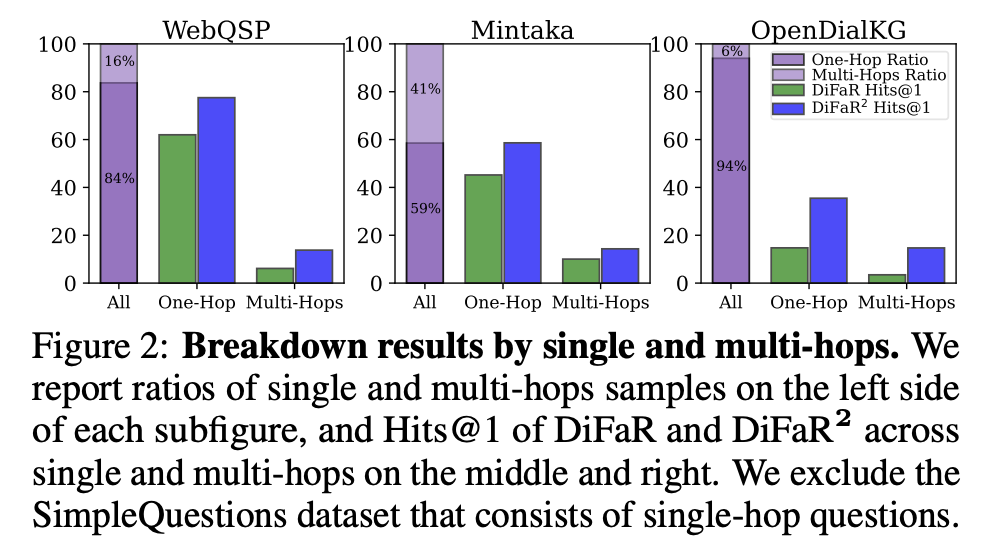 WebQSP
100
80
60
40
20
0
16%
84%
All One-Hop Multi-Hops
Mintaka
100
80
60
40
20
0
41%
59%
All One-Hop Multi-Hops
OpenDialKG
100
80
60
40
20
0
6%
94%
One-Hop Ratio
Multi-Hops Ratio
DiFaR Hits@1
DiFaR² Hits@1
All One-Hop Multi-Hops
Figure 2: Breakdown results by single and multi-hops. We
report ratios of single and multi-hops samples on the left side
of each subfigure, and Hits@1 of DiFaR and DiFaR² across
single and multi-hops on the middle and right. We exclude the
SimpleQuestions dataset that consists of single-hop questions.